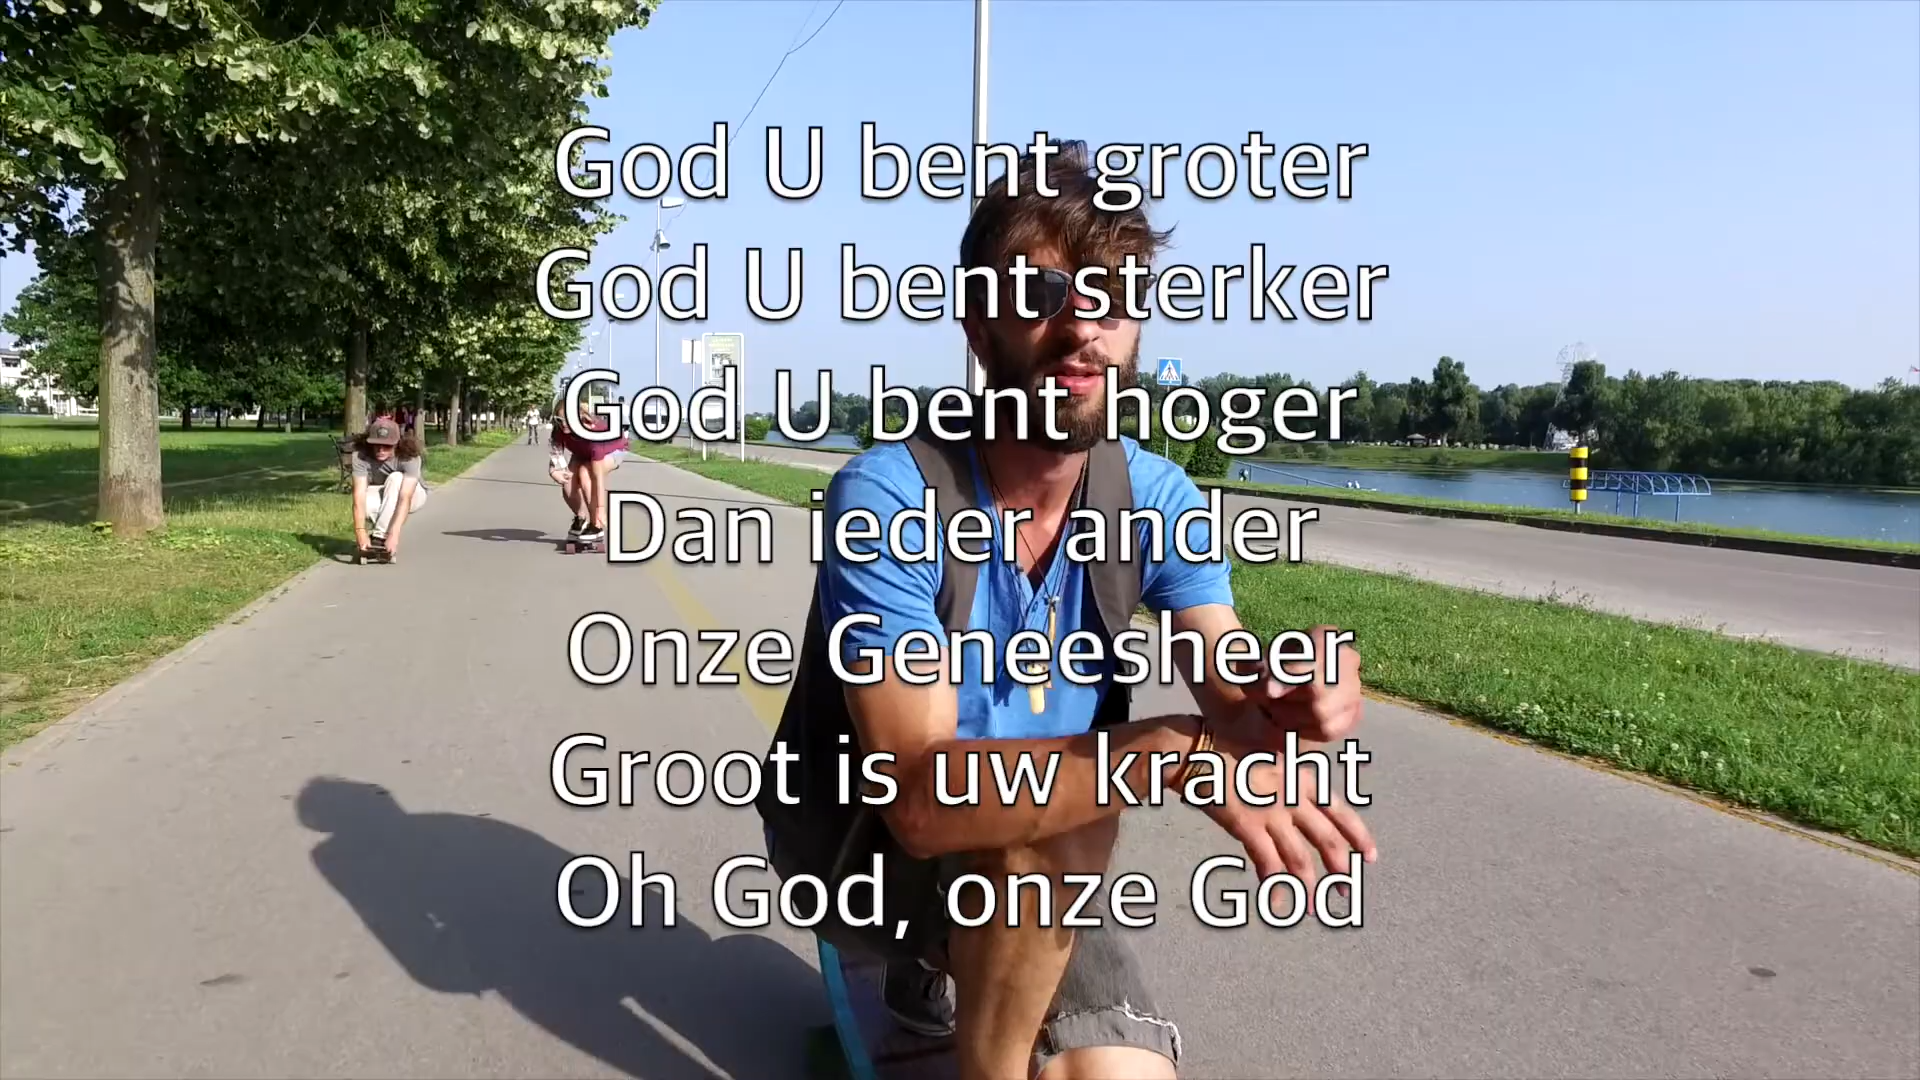 God U bent groter
God U bent sterker
God U bent hoger
Dan ieder ander
Onze Geneesheer
Groot is uw kracht
Oh God, onze God